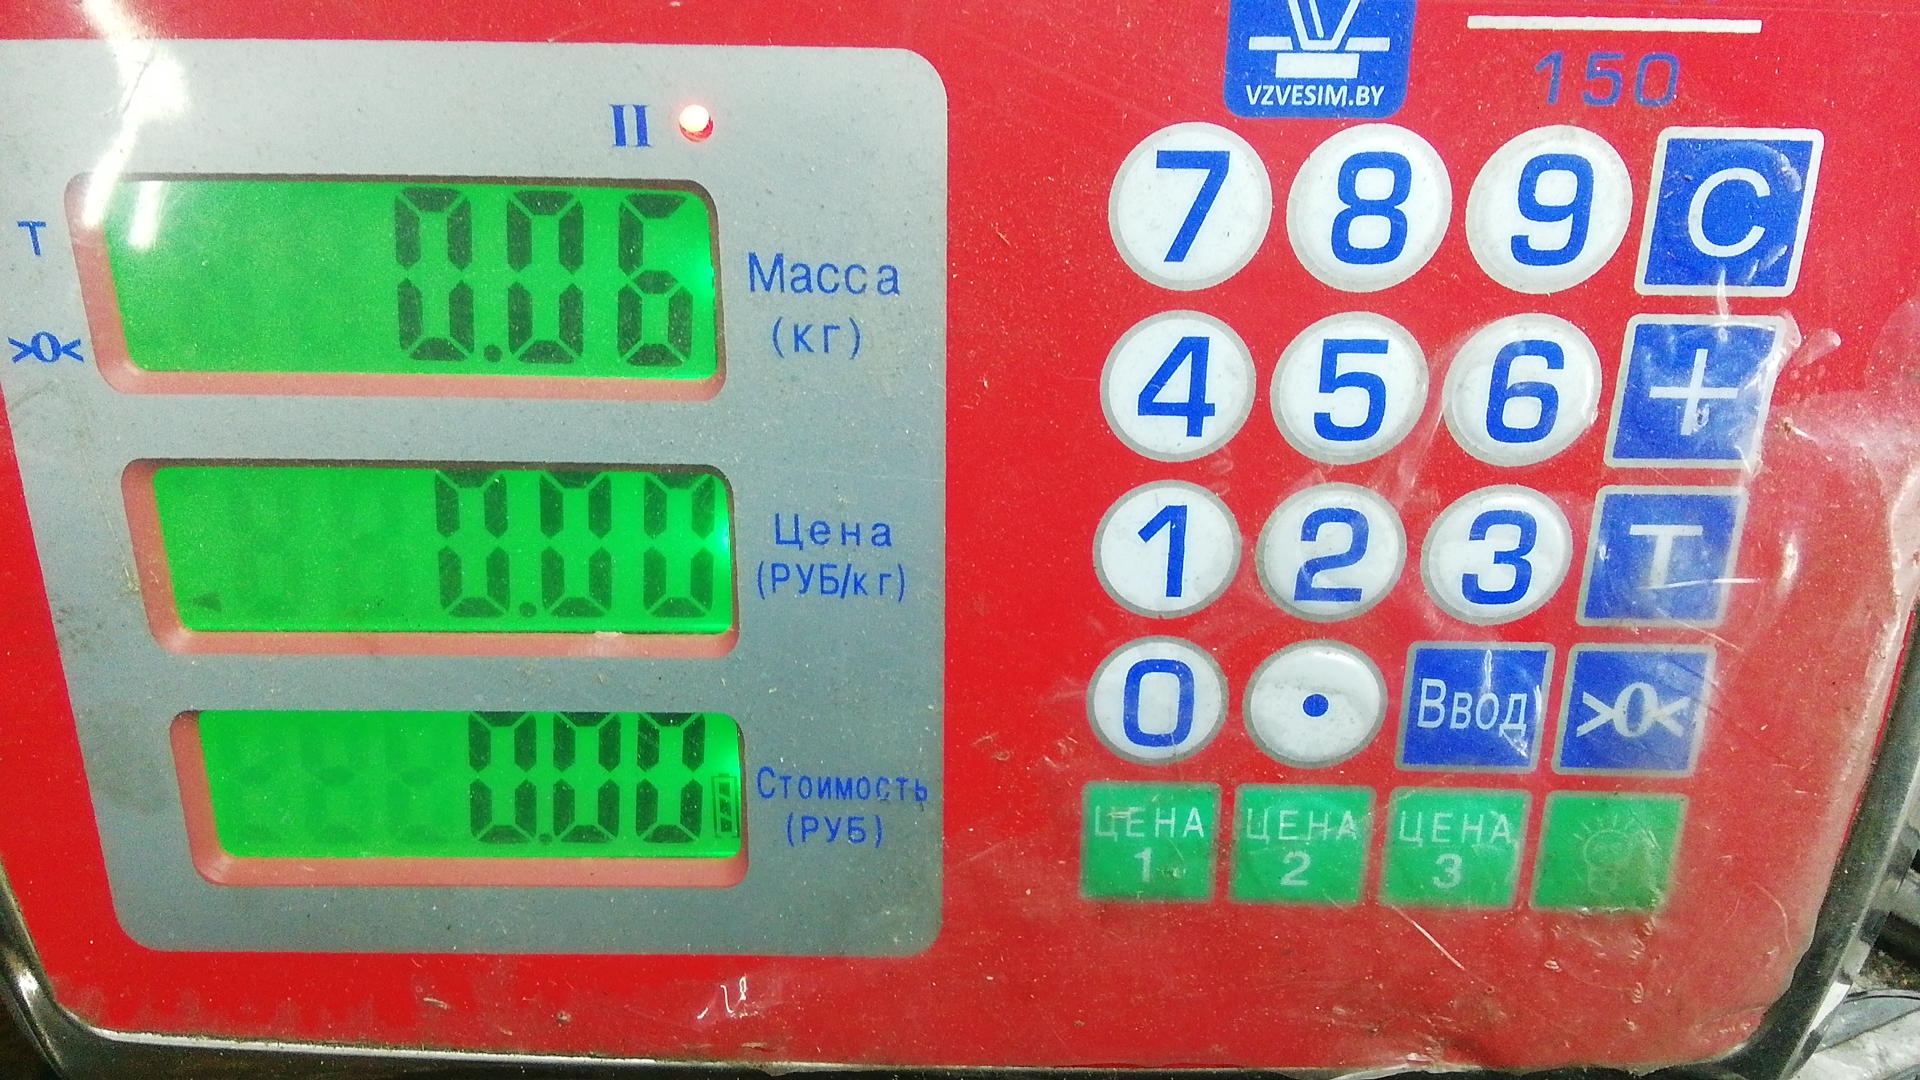 VZVESIM.BY
150
II
T
>0<
0.06
Масса
(кг)
0.00
Цена
(РУБ/кг)
0.00
Стоимость
(РУБ)
7 8 9 C
4 5 6 +
1 2 3 T
0 . Ввод >0<
ЦЕНА 1
ЦЕНА 2
ЦЕНА 3